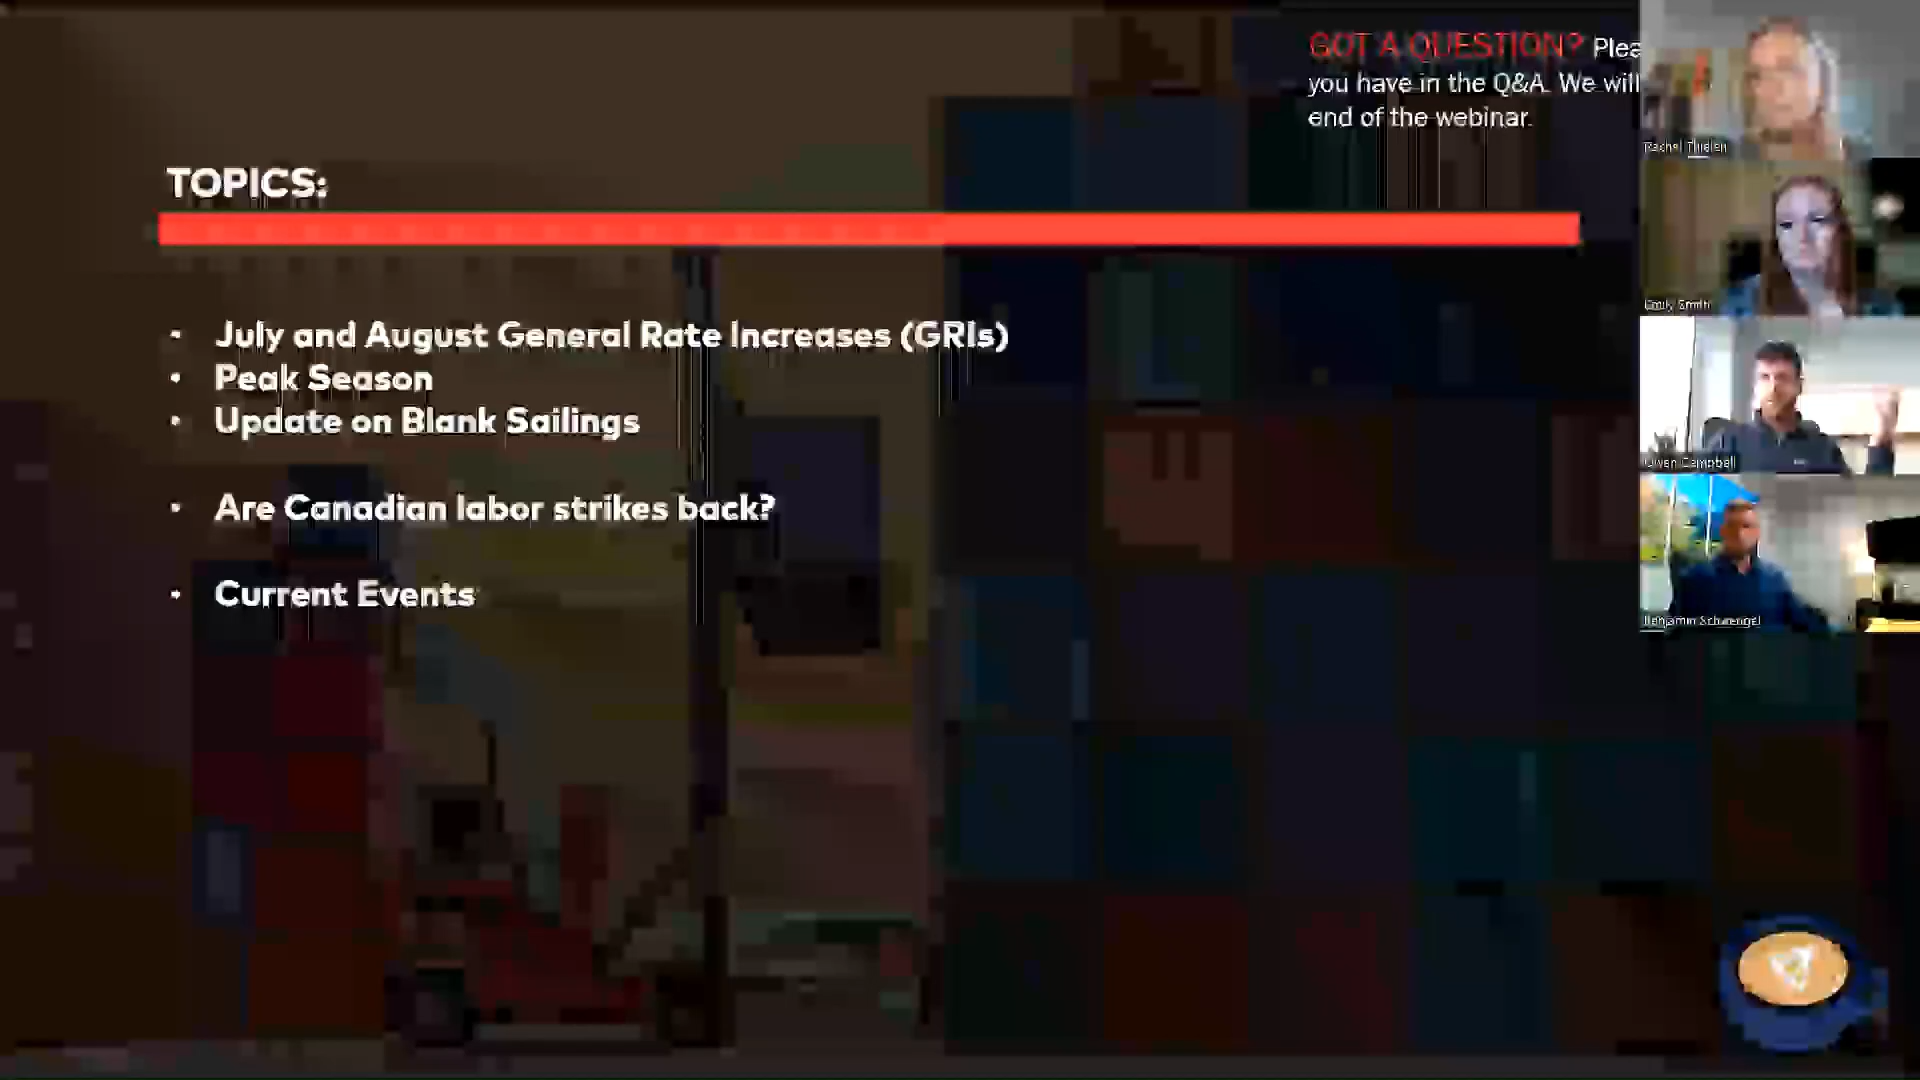 GOT A QUESTION? Plea
you have in the Q&A. We will
end of the webinar.
TOPICS:
• July and August General Rate Increases (GRIs)
• Peak Season
• Update on Blank Sailings
• Are Canadian labor strikes back?
• Current Events
Rachel Thielen
Emily Smith
Owen Campbell
Benjamin Schwengel